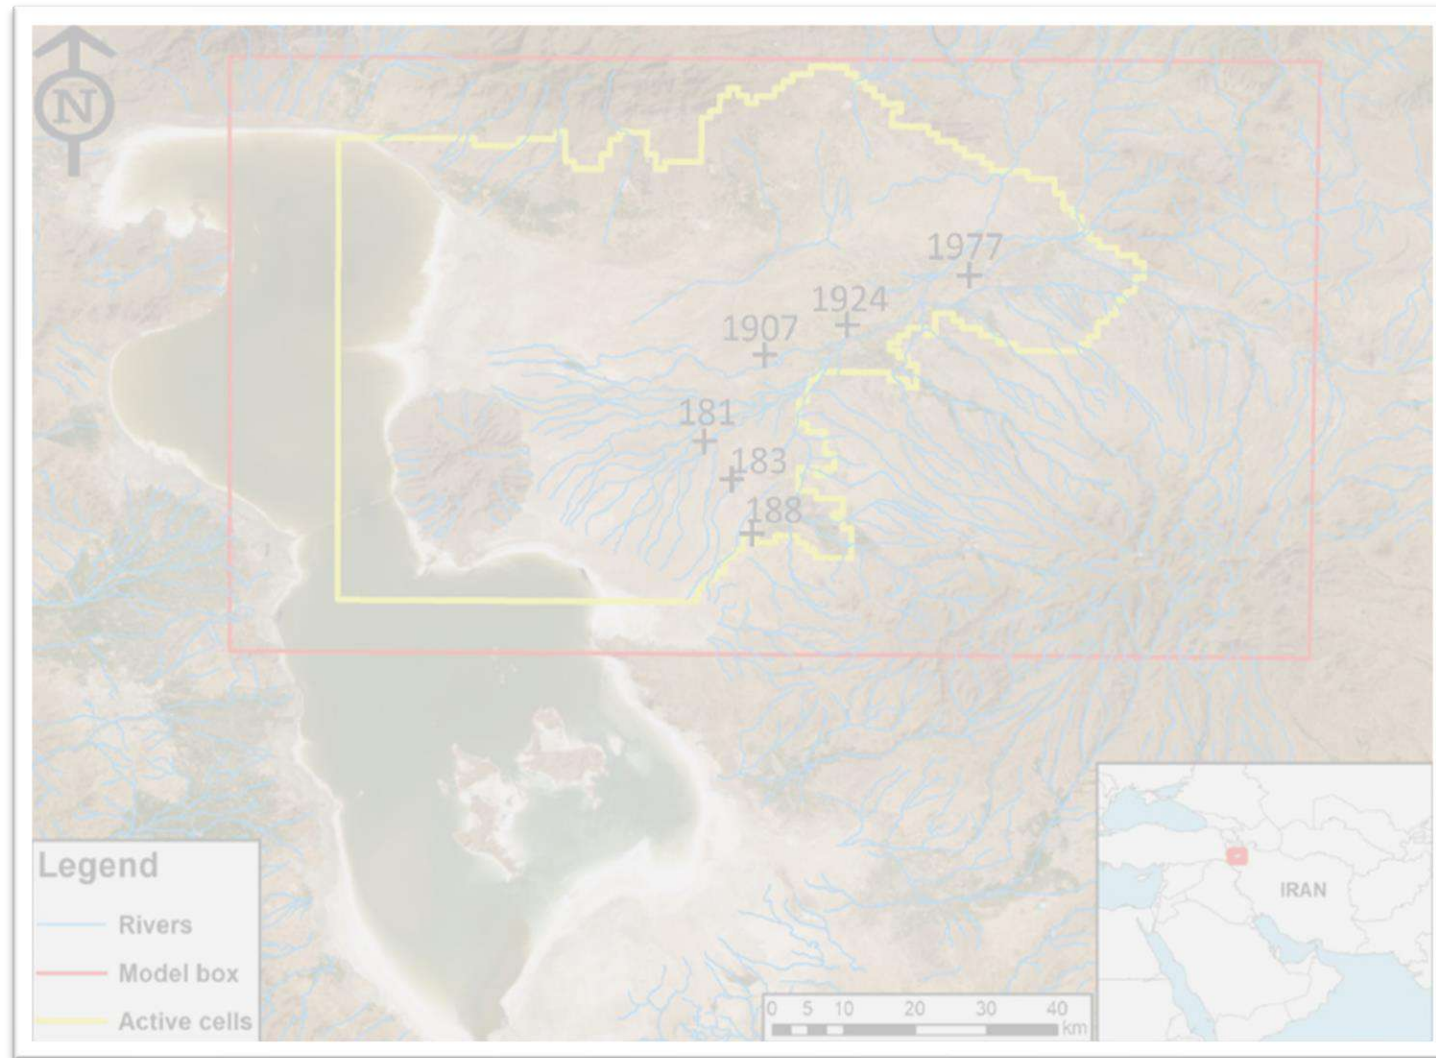 N
1977
1924
1907
181
183
188
Legend
Rivers
Model box
Active cells
IRAN
0 5 10 20 30 40
km